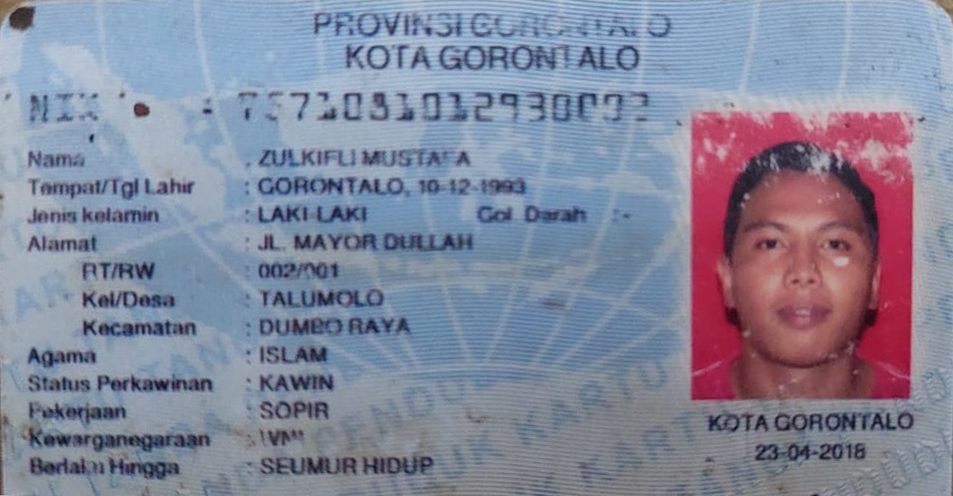 PROVINSI GORONTALO
KOTA GORONTALO
NIK :
Nama : ZULKIFLI MUSTAFA
Tempat/Tgl Lahir : GORONTALO, 10-12-1993
Jenis kelamin : LAKI-LAKI Gol Darah :-
Alamat : JL. MAYOR DULLAH
RT/RW : 002/001
Kel/Desa : TALUMOLO
Kecamatan : DUMBO RAYA
Agama : ISLAM
Status Perkawinan : KAWIN
Pekerjaan : SOPIR
Kewarganegaraan : WNI
Berlaku Hingga : SEUMUR HIDUP
KOTA GORONTALO
23-04-2018